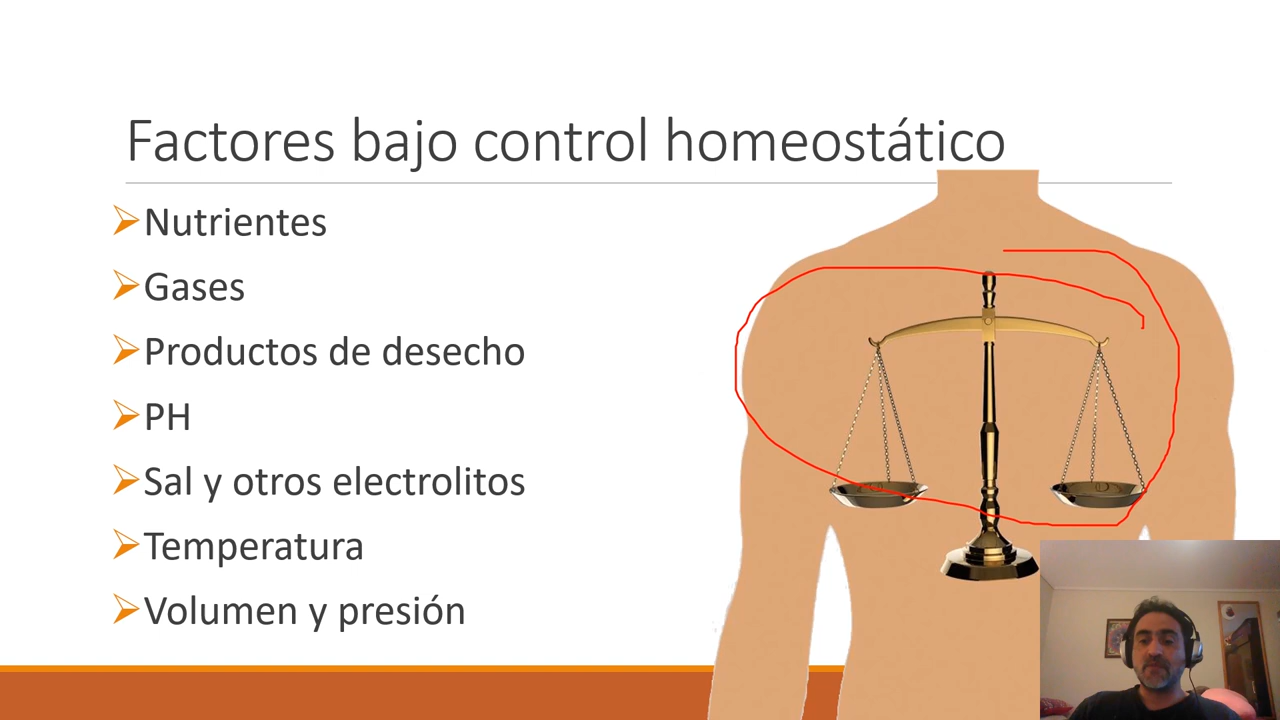 Factores bajo control homeostático
Nutrientes
Gases
Productos de desecho
PH
Sal y otros electrolitos
Temperatura
Volumen y presión